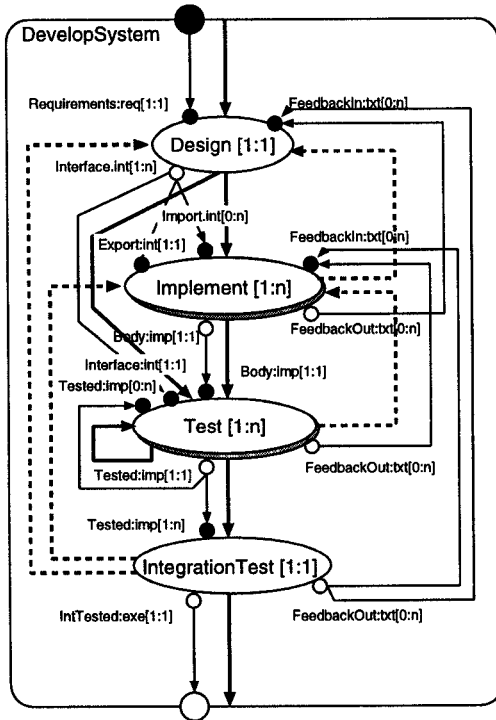 DevelopSystem
Requirements:req[1:1]
FeedbackIn:txt[0:n]
Design [1:1]
Interface.int[1:n]
Import.int[0:n]
Export:int[1:1]
FeedbackIn:txt[0:n]
Implement [1:n]
Body:imp[1:1]
FeedbackOut:txt[0:n]
Interface:int[1:1]
Body:imp[1:1]
Tested:imp[0:n]
Test [1:n]
Tested:imp[1:1]
FeedbackOut:txt[0:n]
Tested:imp[1:n]
IntegrationTest [1:1]
IntTested:exe[1:1]
FeedbackOut:txt[0:n]